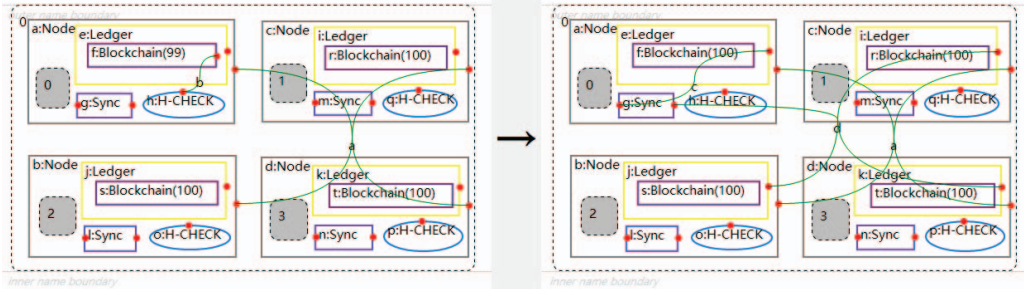 outer name boundary
0
a:Node
e:Ledger
f:Blockchain(99)
b
0
g:Sync
h:H-CHECK
c:Node
i:Ledger
r:Blockchain(100)
1
m:Sync
q:H-CHECK
a
b:Node
j:Ledger
s:Blockchain(100)
2
l:Sync
o:H-CHECK
d:Node
k:Ledger
t:Blockchain(100)
3
n:Sync
p:H-CHECK
inner name boundary
outer name boundary
0
a:Node
e:Ledger
f:Blockchain(100)
c
0
g:Sync
h:H-CHECK
c:Node
i:Ledger
r:Blockchain(100)
1
m:Sync
q:H-CHECK
d
a
b:Node
j:Ledger
s:Blockchain(100)
2
l:Sync
o:H-CHECK
d:Node
k:Ledger
t:Blockchain(100)
3
n:Sync
p:H-CHECK
inner name boundary